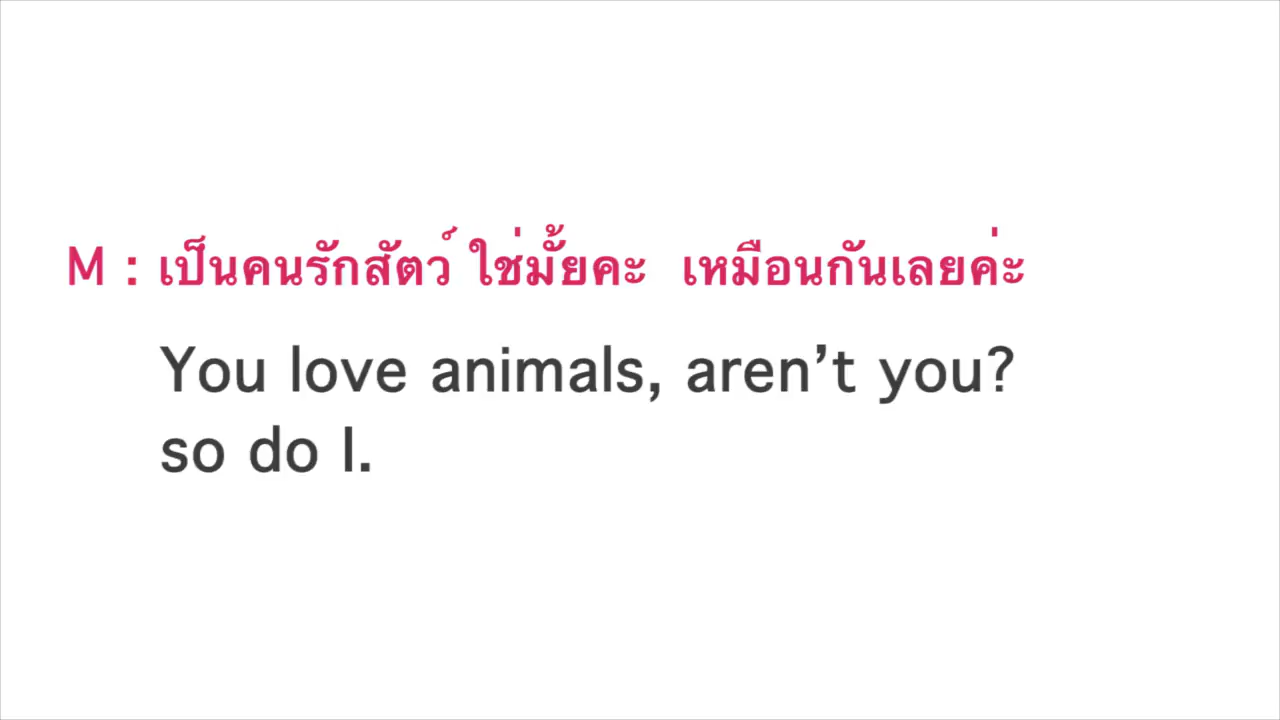 M : เป็นคนรักสัตว์ ใช่มั้ยคะ เหมือนกันเลยค่ะ
You love animals, aren’t you?
so do I.